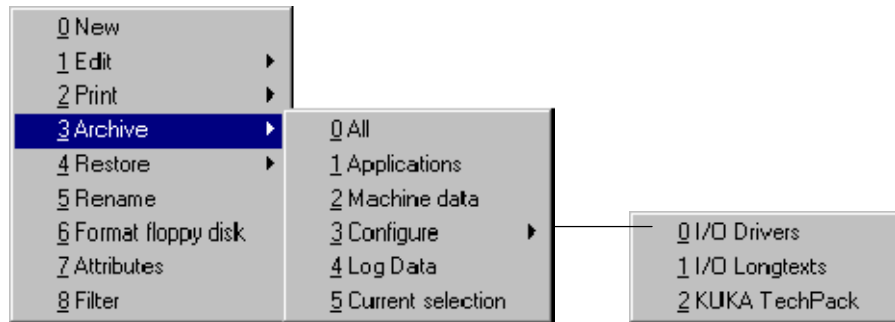 0 New
1 Edit
2 Print
3 Archive
4 Restore
5 Rename
6 Format floppy disk
7 Attributes
8 Filter
0 All
1 Applications
2 Machine data
3 Configure
4 Log Data
5 Current selection
0 I/O Drivers
1 I/O Longtexts
2 KUKA TechPack